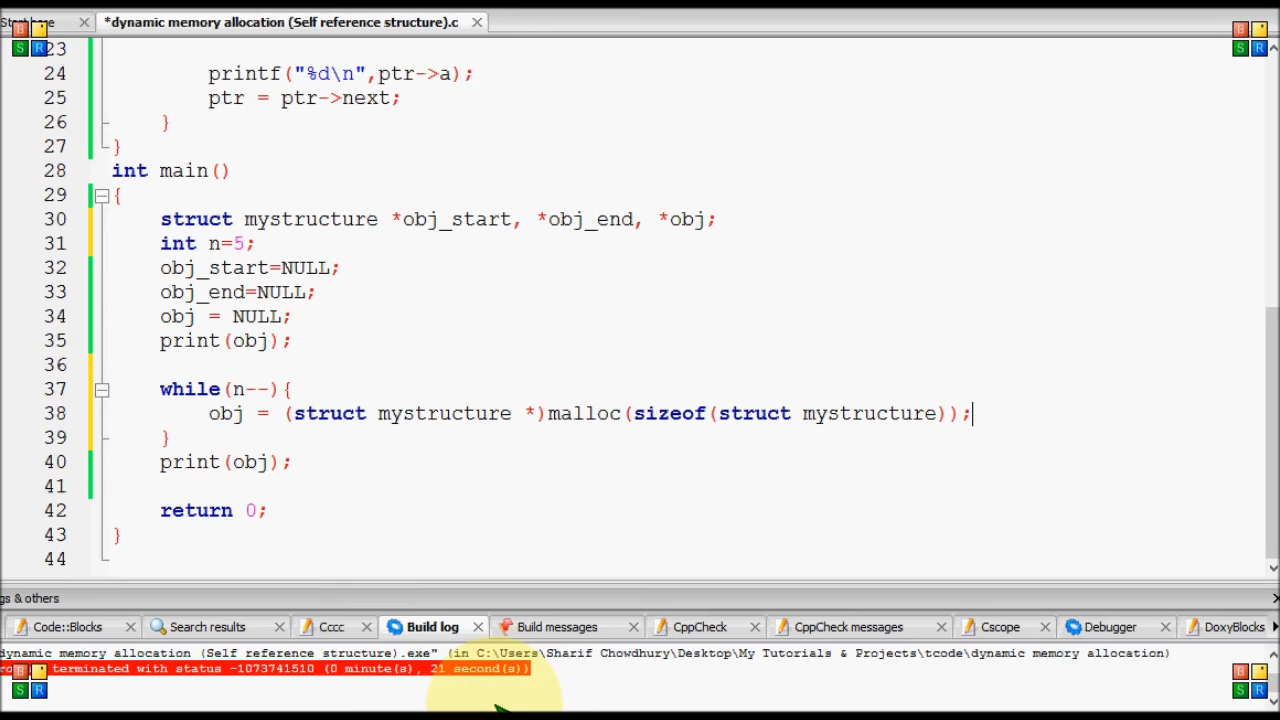 Start here *dynamic memory allocation (Self reference structure).c
23
24 printf("%d\n",ptr->a);
25 ptr = ptr->next;
26 }
27 }
28 int main()
29 {
30 struct mystructure *obj_start, *obj_end, *obj;
31 int n=5;
32 obj_start=NULL;
33 obj_end=NULL;
34 obj = NULL;
35 print(obj);
36
37 while(n--){
38 obj = (struct mystructure *)malloc(sizeof(struct mystructure));
39 }
40 print(obj);
41
42 return 0;
43 }
44
gs & others
Code::Blocks Search results Cccc Build log Build messages CppCheck CppCheck messages Cscope Debugger DoxyBlocks
dynamic memory allocation (Self reference structure).exe" (in C:\Users\Sharif Chowdhury\Desktop\My Tutorials & Projects\tcode\dynamic memory allocation)
terminated with status -1073741510 (0 minute(s), 21 second(s))
B
S R
B
S R
B
S R
B
S R